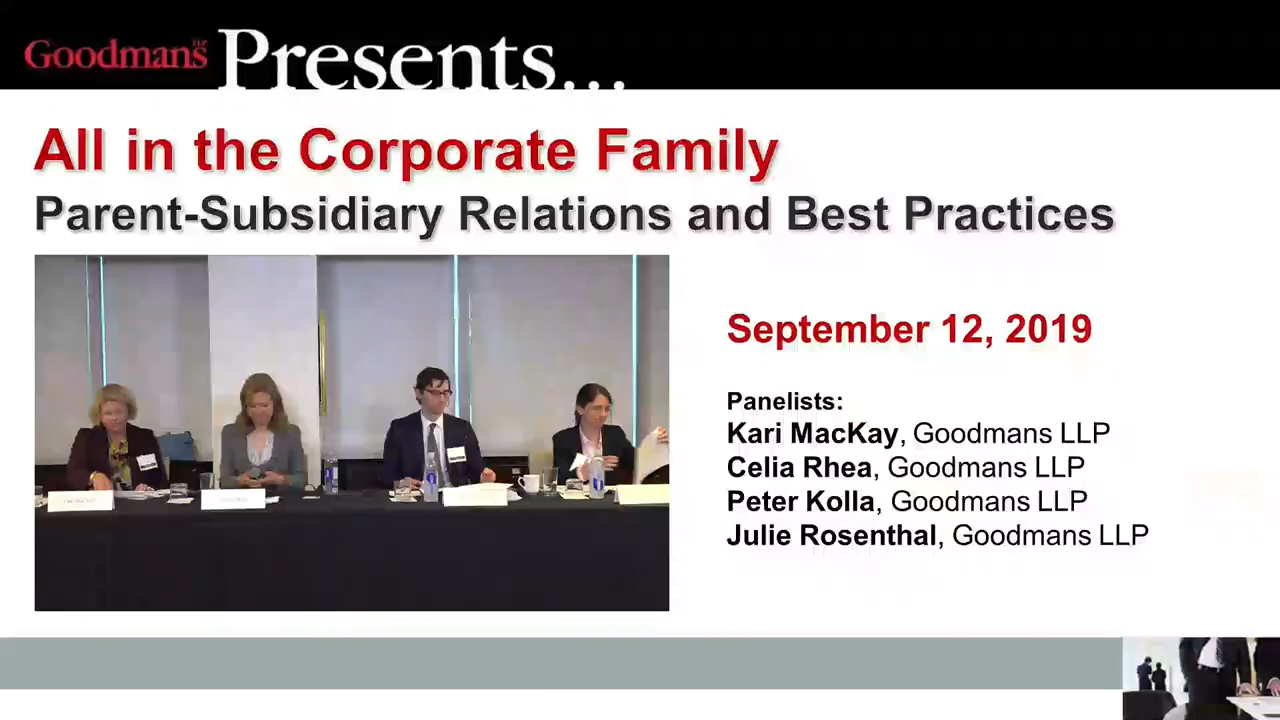 Goodmans LLP Presents...
All in the Corporate Family
Parent-Subsidiary Relations and Best Practices
September 12, 2019
Panelists:
Kari MacKay, Goodmans LLP
Celia Rhea, Goodmans LLP
Peter Kolla, Goodmans LLP
Julie Rosenthal, Goodmans LLP